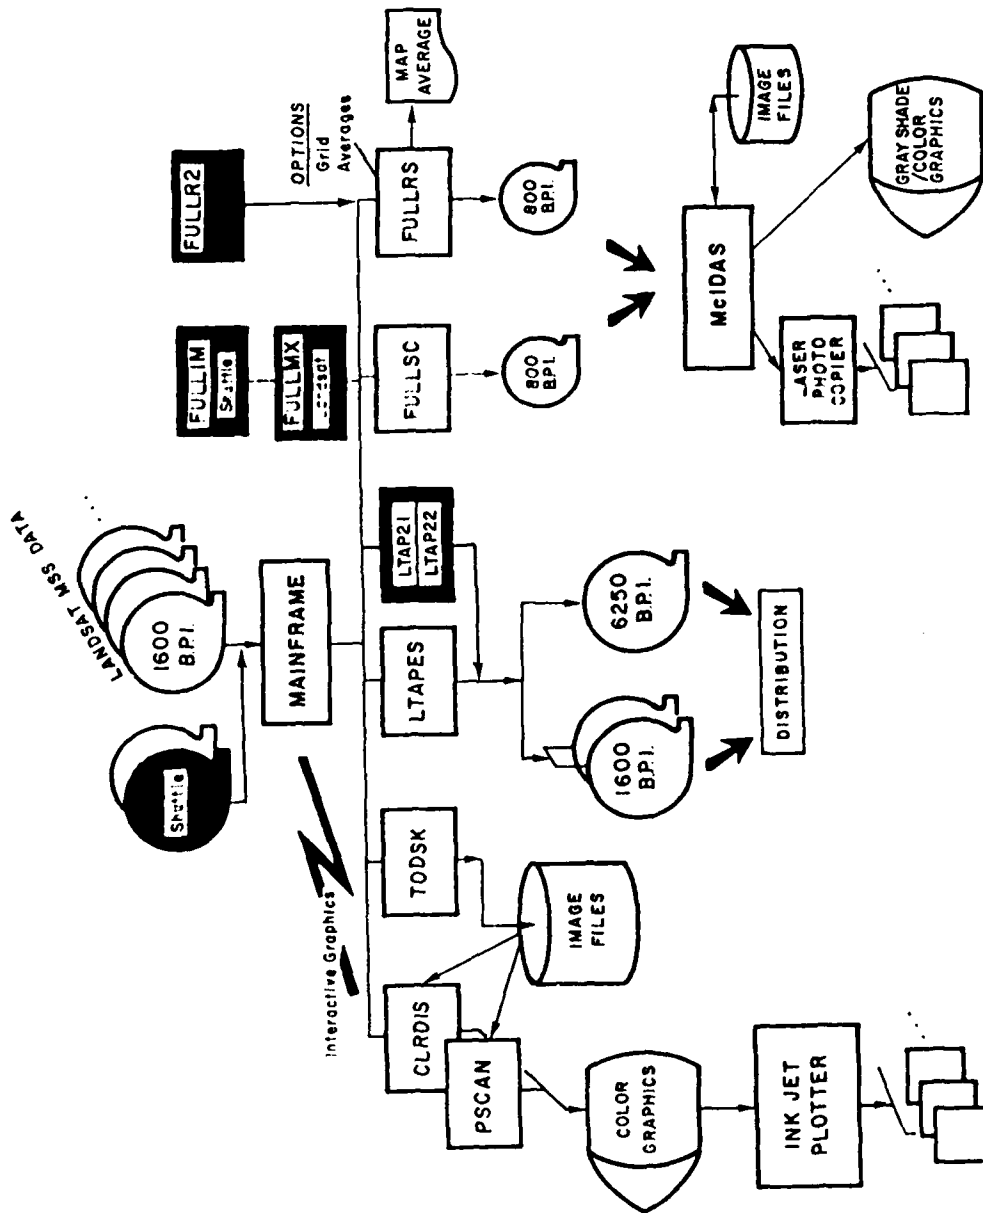 LANDSAT MSS DATA
...
1600
B.P.I.
Shuttle
MAINFRAME
Interactive Graphics
FULLIM
Shuttle
FULLMX
Landsat
FULLR2
OPTIONS
Grid
Averages
CLRDIS
PSCAN
TODSK
LTAPES
LTAP21
LTAP22
FULLSC
FULLRS
MAP
AVERAGE
IMAGE
FILES
1600
B.P.I.
6250
B.P.I.
DISTRIBUTION
800
B.P.I.
800
B.P.I.
McIDAS
IMAGE
FILES
LASER
PHOTO
COPIER
...
GRAY SHADE
/COLOR
GRAPHICS
COLOR
GRAPHICS
INK JET
PLOTTER
...